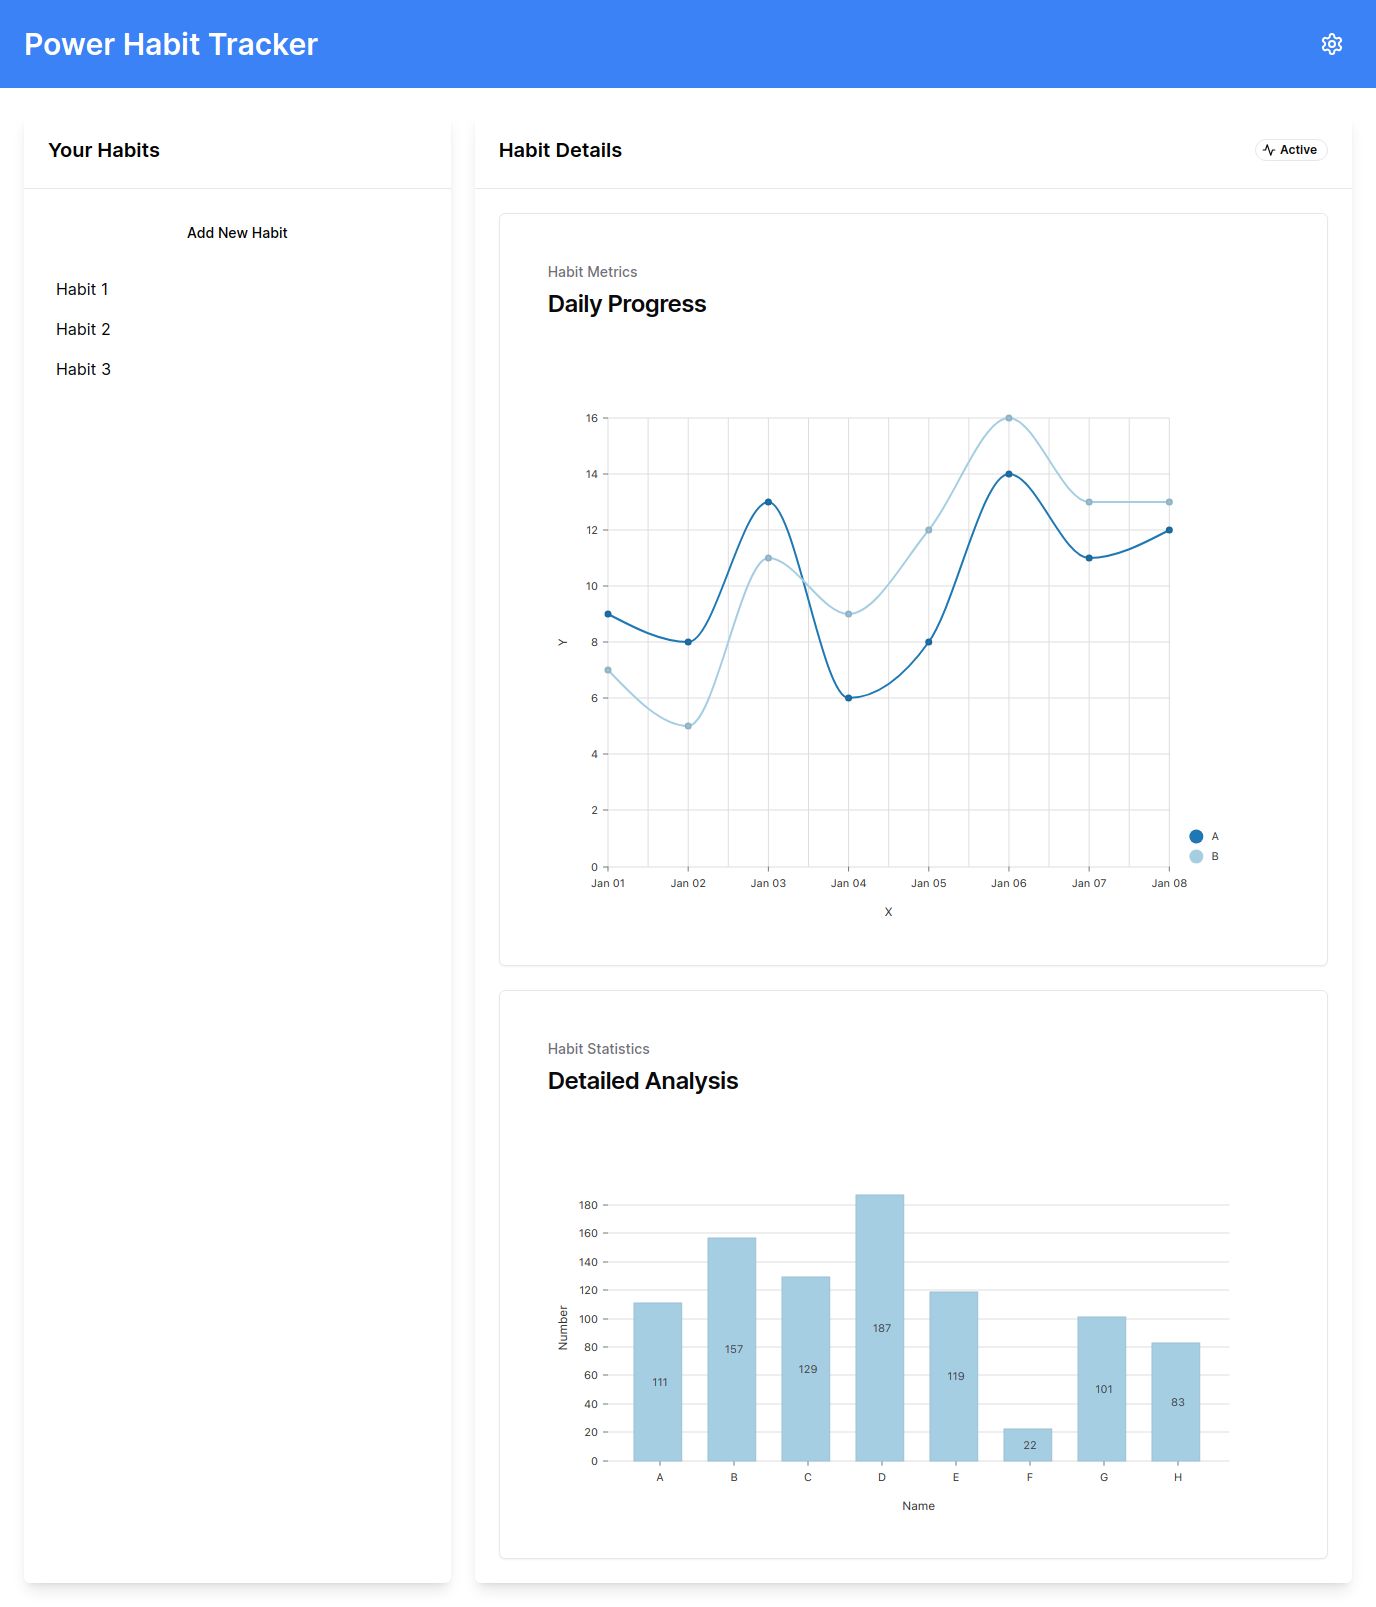 Power Habit Tracker
Your Habits
Add New Habit
Habit 1
Habit 2
Habit 3
Habit Details
Active
Habit Metrics
Daily Progress
16
14
12
10
8
6
4
2
0
Y
Jan 01 Jan 02 Jan 03 Jan 04 Jan 05 Jan 06 Jan 07 Jan 08
X
A
B
Habit Statistics
Detailed Analysis
180
160
140
120
100
80
60
40
20
0
Number
111 157 129 187 119 22 101 83
A B C D E F G H
Name